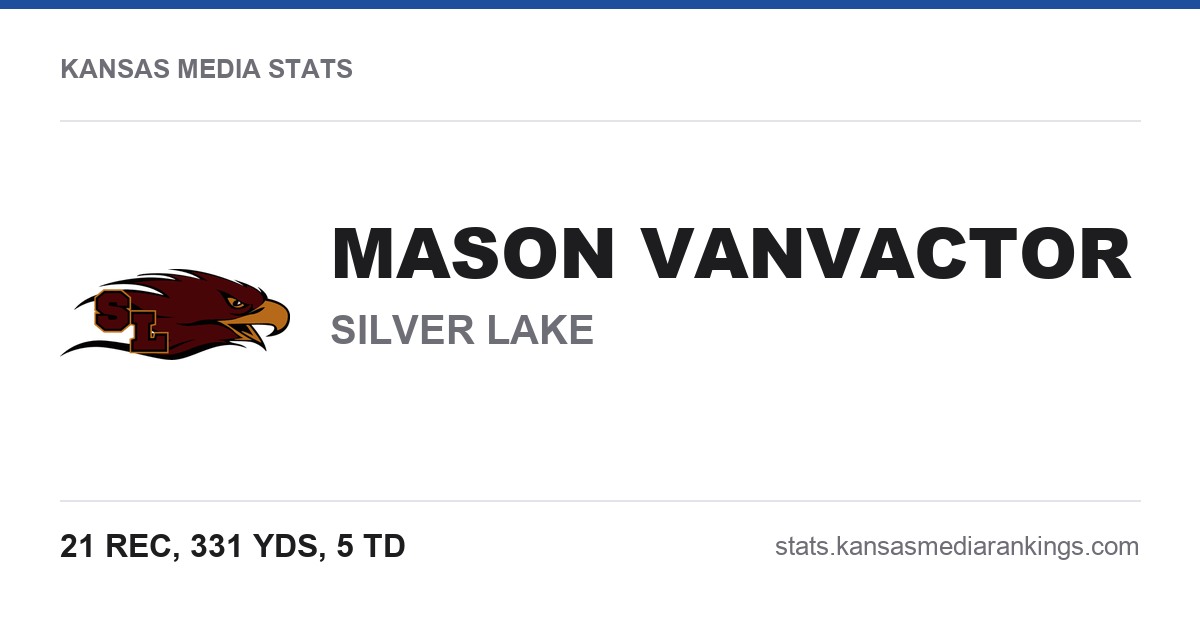 KANSAS MEDIA STATS
MASON VANVACTOR
SILVER LAKE
SL
21 REC, 331 YDS, 5 TD
stats.kansasmediarankings.com